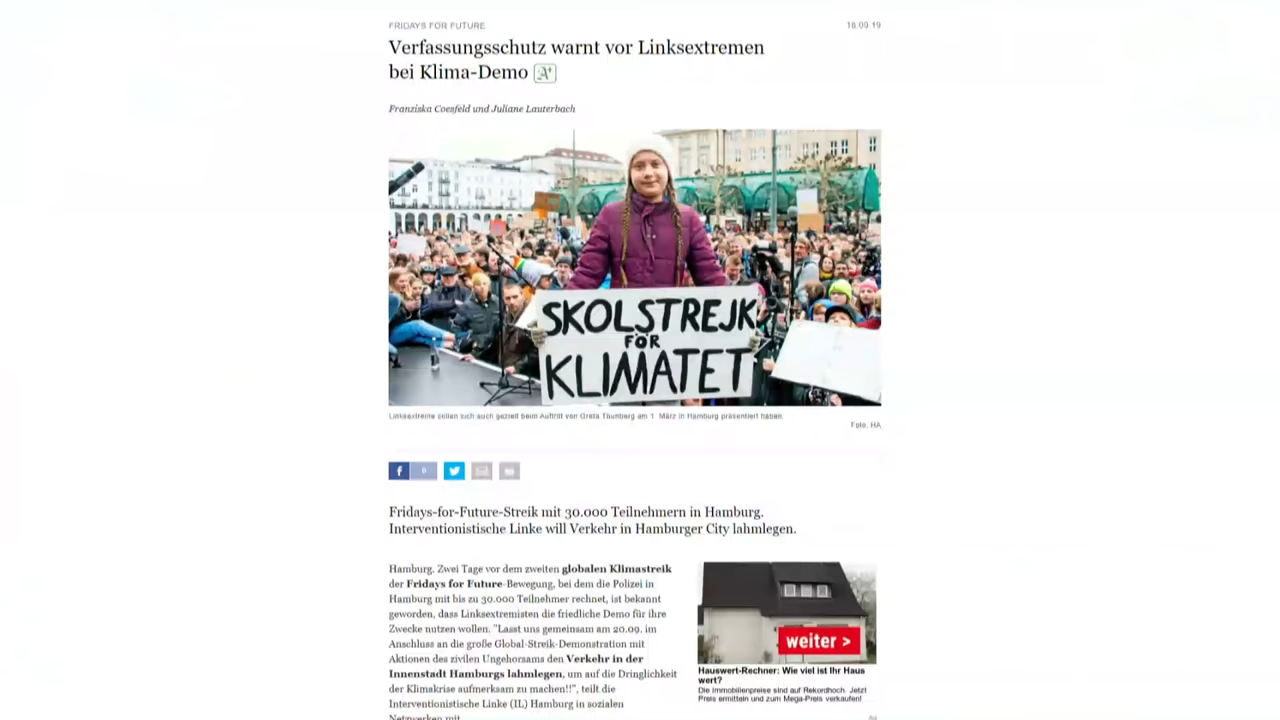 FRIDAYS FOR FUTURE
18.09.19
Verfassungsschutz warnt vor Linksextremen
bei Klima-Demo A+
Franziska Coesfeld und Juliane Lauterbach
SKOLSTREJK
FÖR
KLIMATET
Linksextreme sollen sich auch gezielt beim Auftritt von Greta Thunberg am 1. März in Hamburg präsentiert haben.
Foto: HA
f 0
Fridays-for-Future-Streik mit 30.000 Teilnehmern in Hamburg.
Interventionistische Linke will Verkehr in Hamburger City lahmlegen.
Hamburg. Zwei Tage vor dem zweiten globalen Klimastreik
der Fridays for Future-Bewegung, bei dem die Polizei in
Hamburg mit bis zu 30.000 Teilnehmer rechnet, ist bekannt
geworden, dass Linksextremisten die friedliche Demo für ihre
Zwecke nutzen wollen. "Lasst uns gemeinsam am 20.09. im
Anschluss an die große Global-Streik-Demonstration mit
Aktionen des zivilen Ungehorsams den Verkehr in der
Innenstadt Hamburgs lahmlegen, um auf die Dringlichkeit
der Klimakrise aufmerksam zu machen!!", teilt die
Interventionistische Linke (IL) Hamburg in sozialen
Netzwerken mit
weiter >
Hauswert-Rechner: Wie viel ist Ihr Haus
wert?
Die Immobilienpreise sind auf Rekordhoch. Jetzt
Preis ermitteln und zum Mega-Preis verkaufen!
Ad